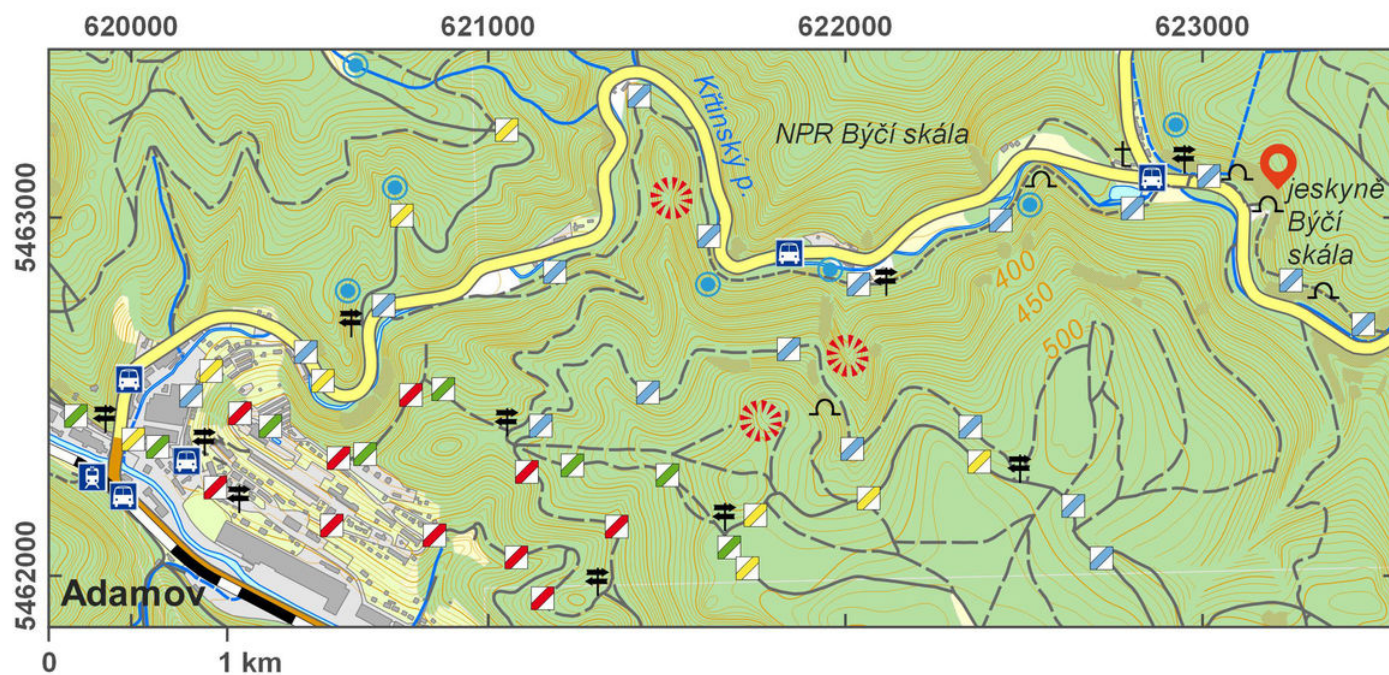 620000 621000 622000 623000
5463000
5462000
Křtinský p.
NPR Býčí skála
jeskyně
Býčí
skála
400
450
500
Adamov
0 1 km